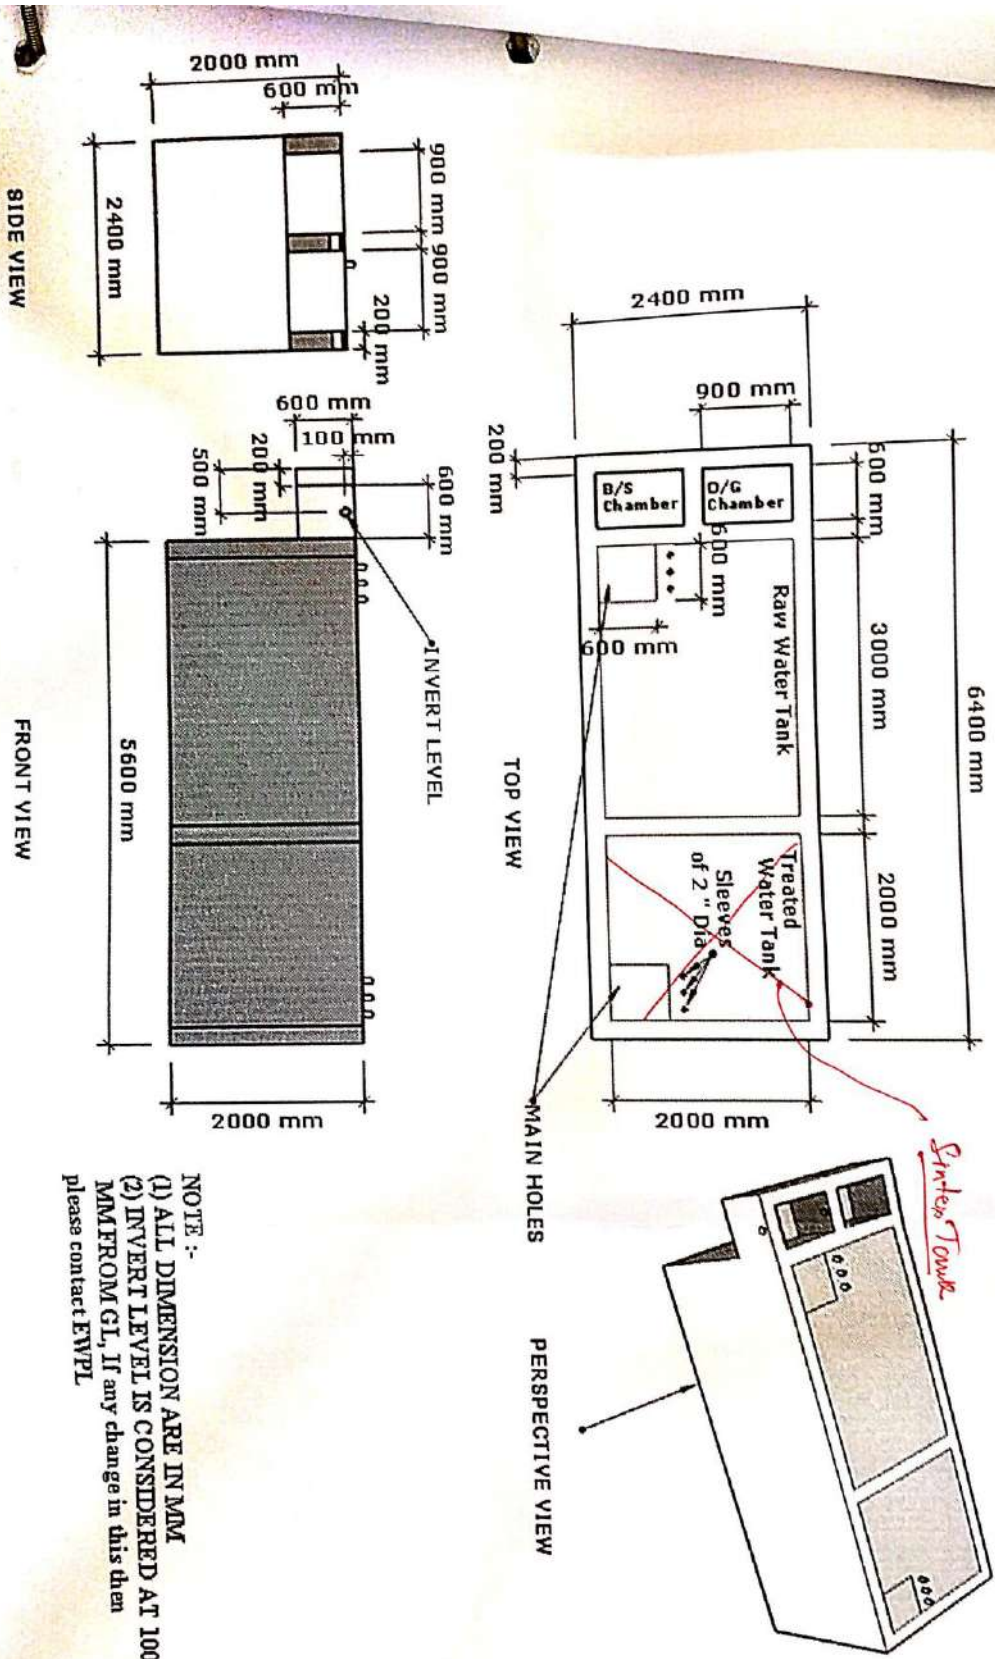 6400 mm
600 mm
3000 mm
2000 mm
2400 mm
900 mm
O/G
Chamber
B/S
Chamber
200 mm
Raw Water Tank
600 mm
600 mm
Treated
Water Tank
Sleeves
of 2 " Dia
2000 mm
TOP VIEW
MAIN HOLES
Sintex Tank
PERSPECTIVE VIEW
2000 mm
600 mm
900 mm
900 mm
200 mm
2400 mm
SIDE VIEW
600 mm
100 mm
600 mm
200 mm
500 mm
INVERT LEVEL
5600 mm
2000 mm
FRONT VIEW
NOTE :-
(1) ALL DIMENSION ARE IN MM
(2) INVERT LEVEL IS CONSIDERED AT 100
MM FROM GL, If any change in this then
please contact EWPL